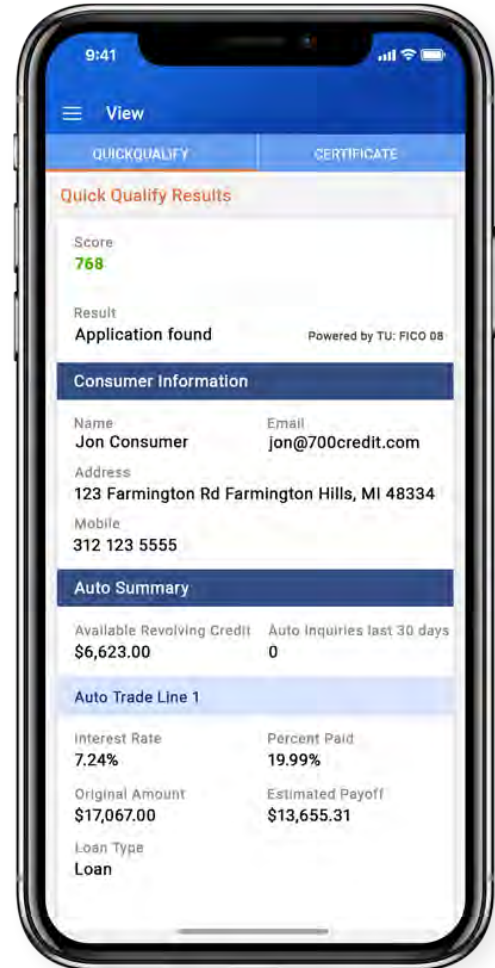 9:41
View
QUICKQUALIFY CERTIFICATE
Quick Qualify Results
Score
768
Result
Application found Powered by TU: FICO 08
Consumer Information
Name Email
Jon Consumer jon@700credit.com
Address
123 Farmington Rd Farmington Hills, MI 48334
Mobile
312 123 5555
Auto Summary
Available Revolving Credit Auto Inquiries last 30 days
$6,623.00 0
Auto Trade Line 1
Interest Rate Percent Paid
7.24% 19.99%
Original Amount Estimated Payoff
$17,067.00 $13,655.31
Loan Type
Loan